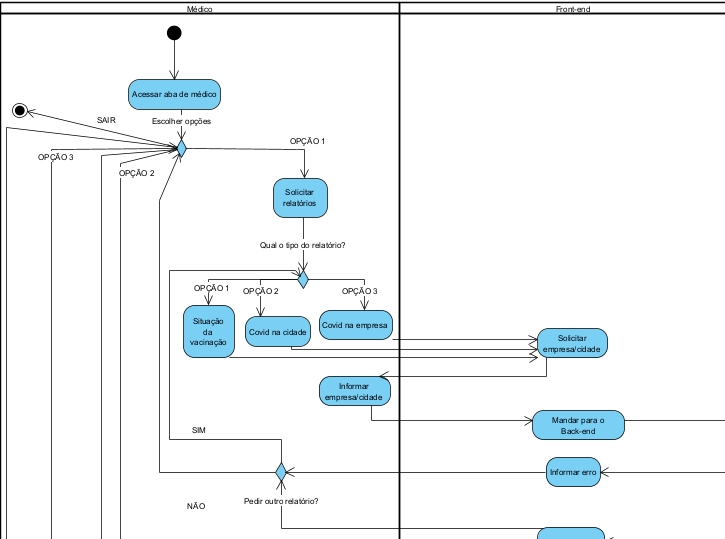 Médico
Front-end
Acessar aba de médico
SAIR
Escolher opções
OPÇÃO 1
OPÇÃO 3
OPÇÃO 2
Solicitar
relatórios
Qual o tipo do relatório?
OPÇÃO 1
OPÇÃO 2
OPÇÃO 3
Situação
da
vacinação
Covid na cidade
Covid na empresa
Solicitar
empresa/cidade
Informar
empresa/cidade
Mandar para o
Back-end
SIM
Informar erro
Pedir outro relatório?
NÃO